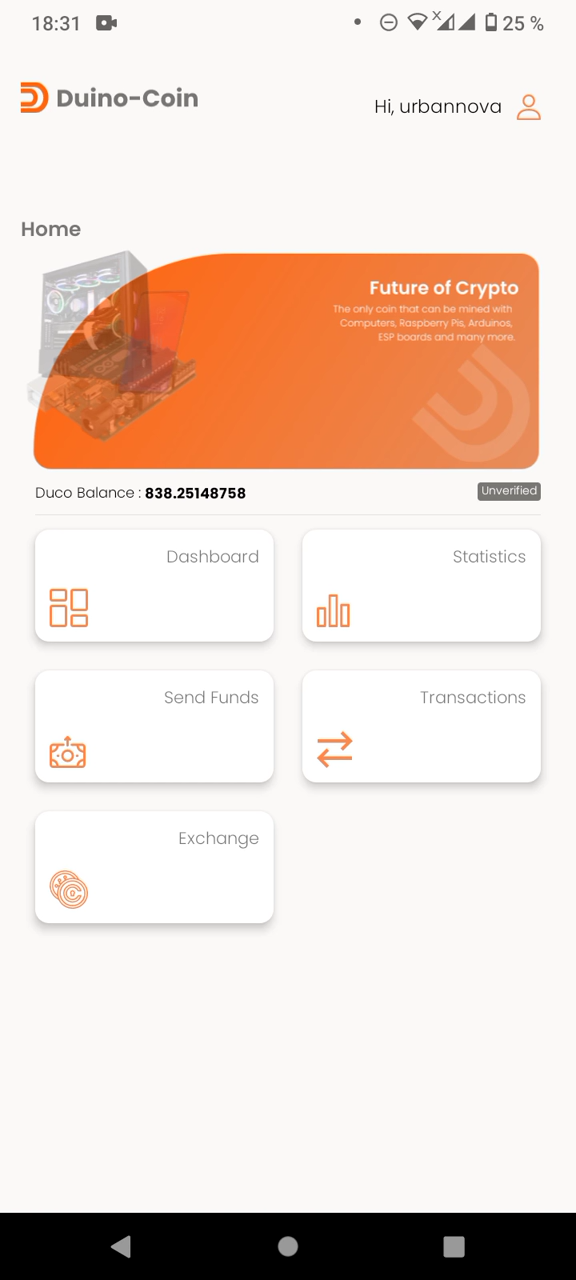 18:31
25 %
Duino-Coin
Hi, urbannova
Home
Future of Crypto
The only coin that can be mined with
Computers, Raspberry Pis, Arduinos,
ESP boards and many more.
Duco Balance : 838.25148758
Unverified
Dashboard
Statistics
Send Funds
Transactions
Exchange